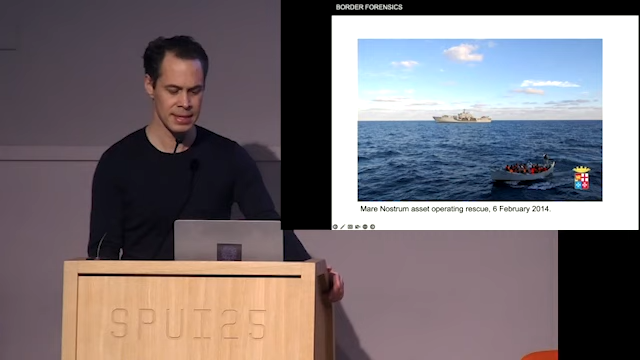 BORDER FORENSICS
Mare Nostrum asset operating rescue, 6 February 2014.
SPUI25